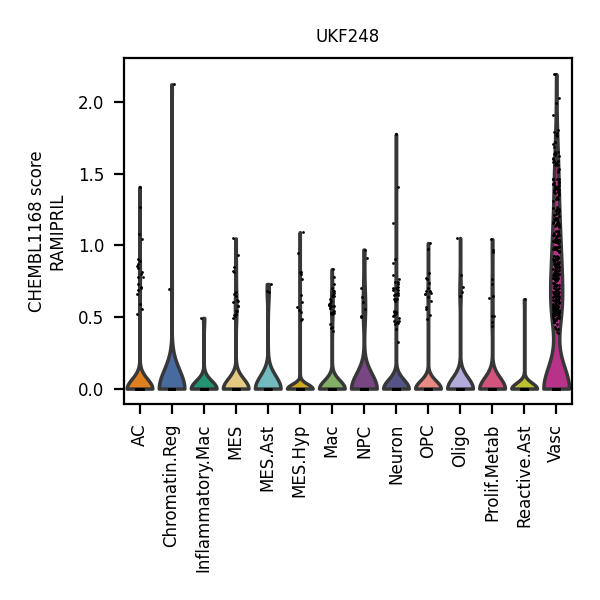 UKF248
CHEMBL1168 score
RAMIPRIL
2.0
1.5
1.0
0.5
0.0
AC
Chromatin.Reg
Inflammatory.Mac
MES
MES.Ast
MES.Hyp
Mac
NPC
Neuron
OPC
Oligo
Prolif.Metab
Reactive.Ast
Vasc